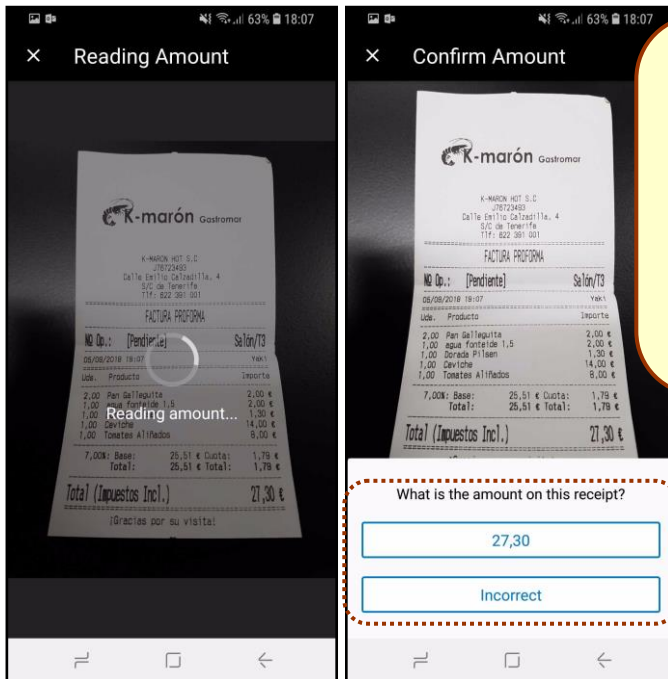 63% 18:07
× Reading Amount
K-marón Gastromar
K-MARON HOT S.C
J76723493
Calle Emilio Calzadilla, 4
S/C de Tenerife
Tlf: 822 391 001
FACTURA PROFORMA
NO Op.: [Pendiente] Salón/T3
06/08/2018 19:07 Yaki
Uds. Producto Importe
2,00 Pan Galleguita 2,00 €
1,00 agua fonteide 1,5 2,00 €
1,00 1,30 €
1,00 Ceviche 14,00 €
1,00 Tomates Aliñados 8,00 €
Reading amount...
7,00%: Base: 25,51 € Cuota: 1,79 €
Total: 25,51 € Total: 1,79 €
Total (Impuestos Incl.) 27,30 €
¡Gracias por su visita!
63% 18:07
× Confirm Amount
K-marón Gastromar
K-MARON HOT S.C
J76723493
Calle Emilio Calzadilla, 4
S/C de Tenerife
Tlf: 822 391 001
FACTURA PROFORMA
NO Op.: [Pendiente] Salón/T3
06/08/2018 19:07 Yaki
Uds. Producto Importe
2,00 Pan Galleguita 2,00 €
1,00 agua fonteide 1,5 2,00 €
1,00 Dorada Pilsen 1,30 €
1,00 Ceviche 14,00 €
1,00 Tomates Aliñados 8,00 €
7,00%: Base: 25,51 € Cuota: 1,79 €
Total: 25,51 € Total: 1,79 €
Total (Impuestos Incl.) 27,30 €
What is the amount on this receipt?
27,30
Incorrect